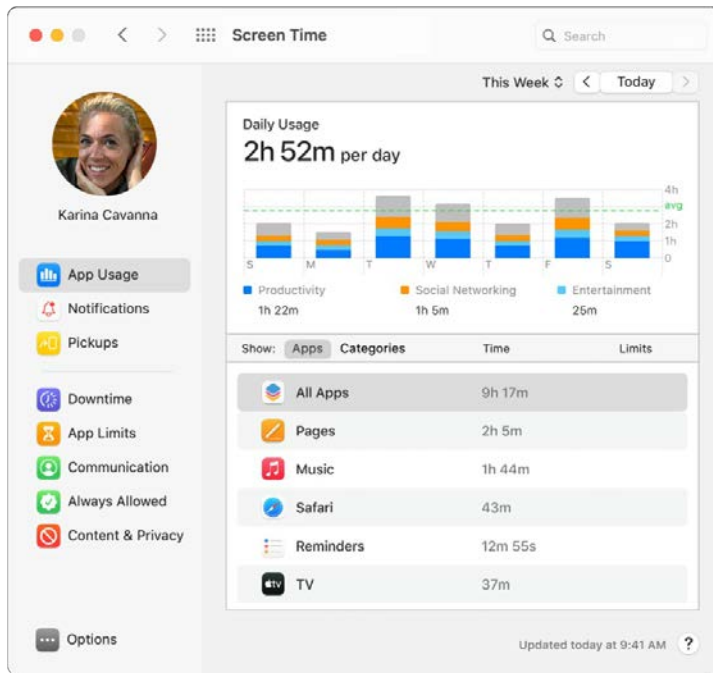 Screen Time
Search
This Week
Today
Karina Cavanna
App Usage
Notifications
Pickups
Downtime
App Limits
Communication
Always Allowed
Content & Privacy
Options
Daily Usage
2h 52m per day
4h
avg
2h
1h
0
S M T W T F S
Productivity Social Networking Entertainment
1h 22m 1h 5m 25m
Show: Apps Categories Time Limits
All Apps 9h 17m
Pages 2h 5m
Music 1h 44m
Safari 43m
Reminders 12m 55s
tv TV 37m
Updated today at 9:41 AM ?